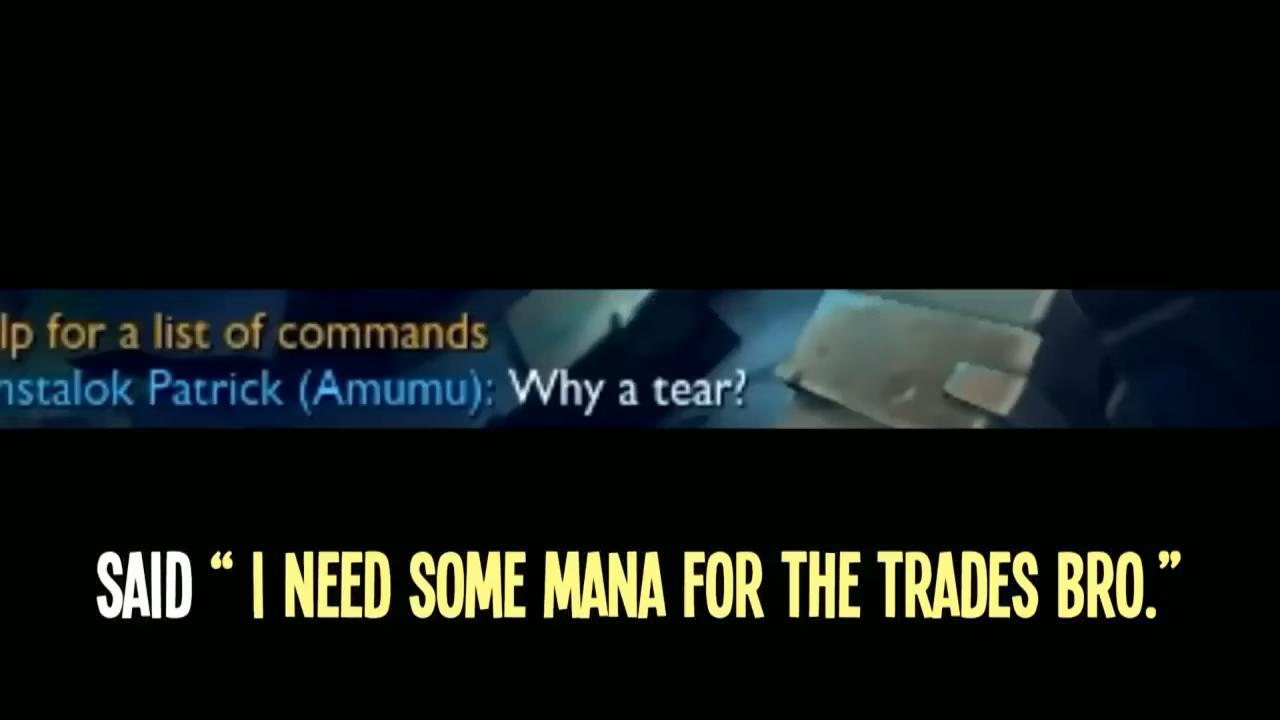 lp for a list of commands
nstalok Patrick (Amumu): Why a tear?
SAID “ I NEED SOME MANA FOR THE TRADES BRO.”